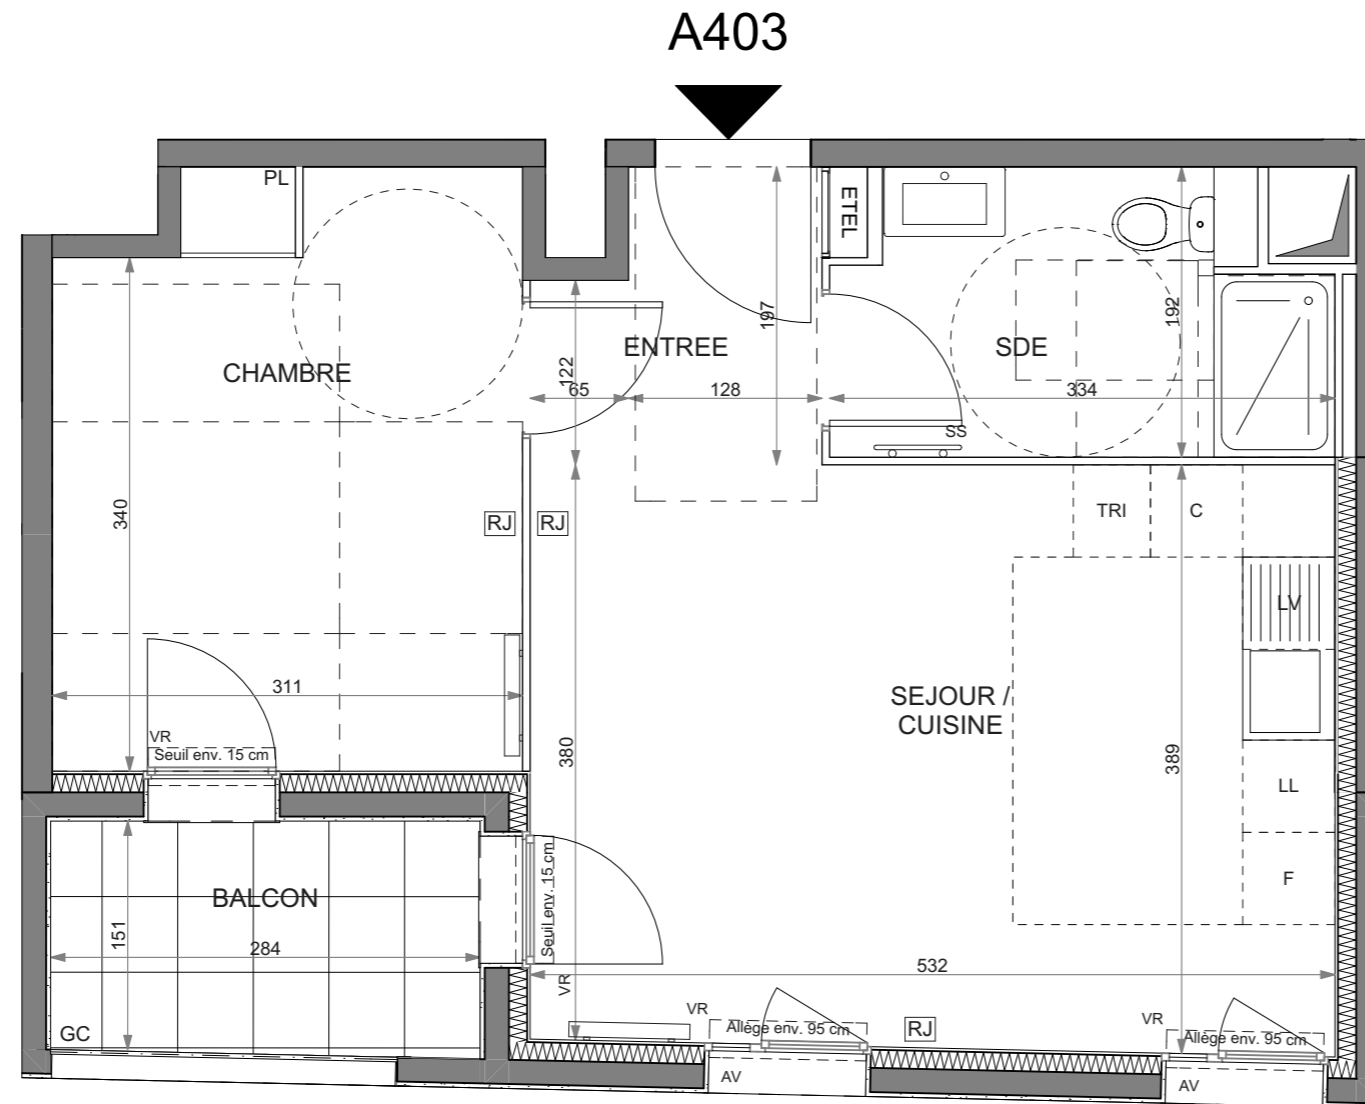 A403
PL
ETEL
ENTREE
CHAMBRE
SDE
197
192
122
65
128
334
SS
340
RJ
RJ
TRI
C
LV
311
SEJOUR /
CUISINE
VR
Seuil env. 15 cm
380
389
LL
F
BALCON
151
284
Seuil env. 15 cm
VR
532
GC
VR
Allège env. 95 cm
RJ
VR
Allège env. 95 cm
AV
AV